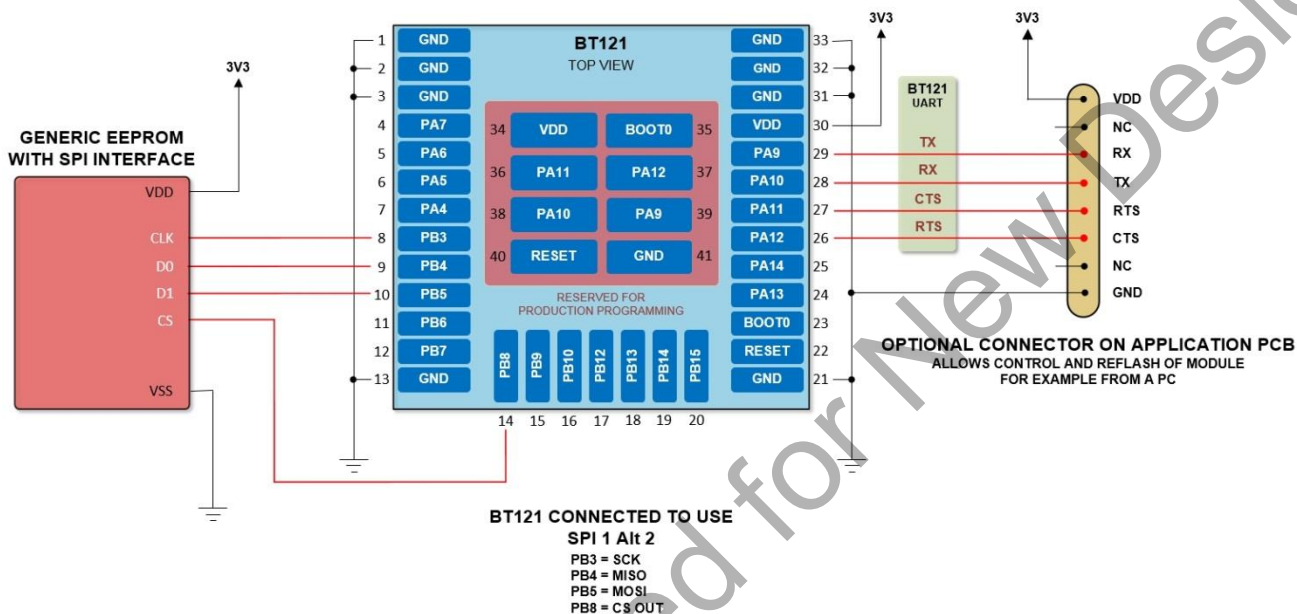 3V3
GENERIC EEPROM
WITH SPI INTERFACE
VDD
CLK
D0
D1
CS
VSS
BT121
TOP VIEW
1 GND
2 GND
3 GND
4 PA7
5 PA6
6 PA5
7 PA4
8 PB3
9 PB4
10 PB5
11 PB6
12 PB7
13 GND
34 VDD BOOT0 35
36 PA11 PA12 37
38 PA10 PA9 39
40 RESET GND 41
RESERVED FOR
PRODUCTION PROGRAMMING
PB8 PB9 PB10 PB12 PB13 PB14 PB15
14 15 16 17 18 19 20
GND 33
GND 32
GND 31
VDD 30
PA9 29
PA10 28
PA11 27
PA12 26
PA14 25
PA13 24
BOOT0 23
RESET 22
GND 21
3V3
BT121
UART
TX
RX
CTS
RTS
3V3
VDD
NC
RX
TX
RTS
CTS
NC
GND
OPTIONAL CONNECTOR ON APPLICATION PCB
ALLOWS CONTROL AND REFLASH OF MODULE
FOR EXAMPLE FROM A PC
BT121 CONNECTED TO USE
SPI 1 Alt 2
PB3 = SCK
PB4 = MISO
PB5 = MOSI
PB8 = CS OUT
for New